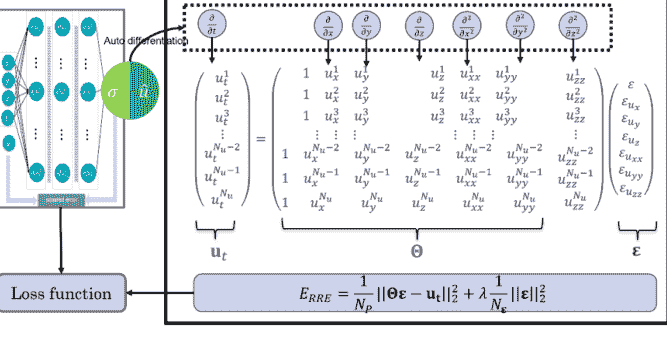 ∂/∂t ∂/∂x ∂/∂y ∂/∂z ∂²/∂x² ∂²/∂y² ∂²/∂z²
Auto differentiation
σ û
u_t^1 1 u_x^1 u_y^1 u_z^1 u_xx^1 u_yy^1 u_zz^1 ε
u_t^2 1 u_x^2 u_y^2 u_z^2 u_xx^2 u_yy^2 u_zz^2 ε_{u_x}
u_t^3 1 u_x^3 u_y^3 u_z^3 u_xx^3 u_yy^3 u_zz^3 ε_{u_y}
⋮ = ⋮ ⋮ ⋮ ⋮ ⋮ ⋮ ⋮ ε_{u_z}
u_t^{N_u-2} 1 u_x^{N_u-2} u_y^{N_u-2} u_z^{N_u-2} u_xx^{N_u-2} u_yy^{N_u-2} u_zz^{N_u-2} ε_{u_xx}
u_t^{N_u-1} 1 u_x^{N_u-1} u_y^{N_u-1} u_z^{N_u-1} u_xx^{N_u-1} u_yy^{N_u-1} u_zz^{N_u-1} ε_{u_yy}
u_t^{N_u} 1 u_x^{N_u} u_y^{N_u} u_z^{N_u} u_xx^{N_u} u_yy^{N_u} u_zz^{N_u} ε_{u_zz}
u_t Θ ε
Loss function
E_RRE = 1/N_P ||Θε − u_t||₂² + λ 1/N_ε ||ε||₂²